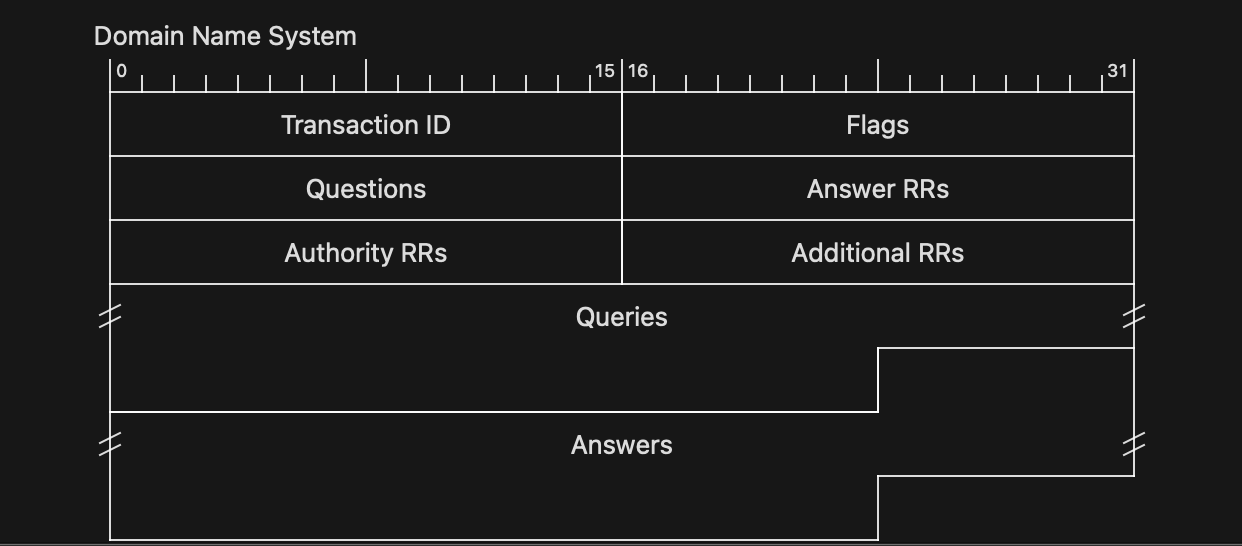 Domain Name System
0 15 16 31
Transaction ID Flags
Questions Answer RRs
Authority RRs Additional RRs
Queries
Answers